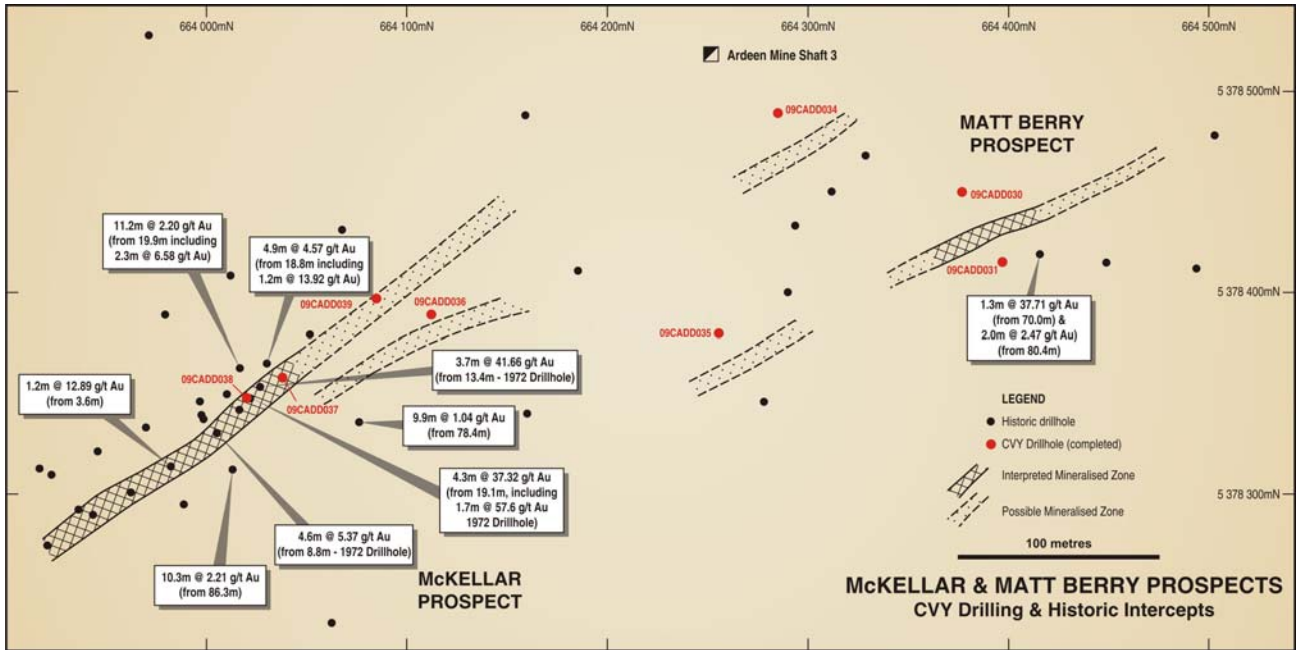 664 000mN
664 100mN
664 200mN
664 300mN
664 400mN
664 500mN
Ardeen Mine Shaft 3
5 378 500mN
09CADD034
MATT BERRY
PROSPECT
09CADD030
11.2m @ 2.20 g/t Au
(from 19.9m including
2.3m @ 6.58 g/t Au)
4.9m @ 4.57 g/t Au
(from 18.8m including
1.2m @ 13.92 g/t Au)
09CADD031
5 378 400mN
09CADD039
09CADD036
1.3m @ 37.71 g/t Au
(from 70.0m) &
2.0m @ 2.47 g/t Au)
(from 80.4m)
09CADD035
3.7m @ 41.66 g/t Au
(from 13.4m - 1972 Drillhole)
09CADD038
1.2m @ 12.89 g/t Au
(from 3.6m)
09CADD037
9.9m @ 1.04 g/t Au
(from 78.4m)
LEGEND
Historic drillhole
CVY Drillhole (completed)
Interpreted Mineralised Zone
Possible Mineralised Zone
4.3m @ 37.32 g/t Au
(from 19.1m, including
1.7m @ 57.6 g/t Au
1972 Drillhole)
5 378 300mN
4.6m @ 5.37 g/t Au
(from 8.8m - 1972 Drillhole)
100 metres
10.3m @ 2.21 g/t Au
(from 86.3m)
McKELLAR
PROSPECT
McKELLAR & MATT BERRY PROSPECTS
CVY Drilling & Historic Intercepts